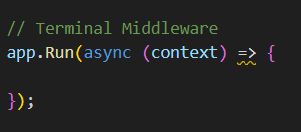 // Terminal Middleware
app.Run(async (context) => {
});